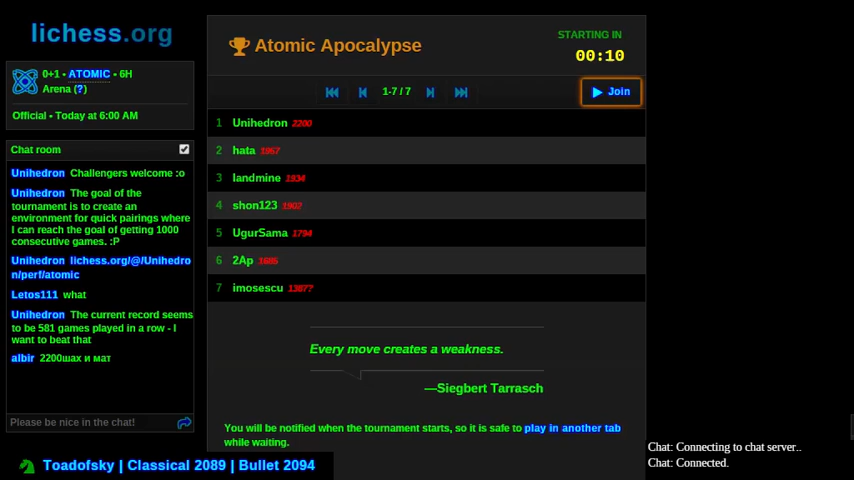 lichess.org
0+1 • ATOMIC • 6H
Arena (?)
Official • Today at 6:00 AM
Chat room
Unihedron Challengers welcome :o
Unihedron The goal of the
tournament is to create an
environment for quick pairings where
I can reach the goal of getting 1000
consecutive games. :P
Unihedron lichess.org/@/Unihedro
n/perf/atomic
Letos111 what
Unihedron The current record seems
to be 581 games played in a row - I
want to beat that
albir 2200шах и мат
Please be nice in the chat!
Atomic Apocalypse
STARTING IN
00:10
1-7 / 7
Join
1 Unihedron 2200
2 hata 1957
3 landmine 1934
4 shon123 1902
5 UgurSama 1794
6 2Ap 1685
7 imosescu 1387?
Every move creates a weakness.
—Siegbert Tarrasch
You will be notified when the tournament starts, so it is safe to play in another tab
while waiting.
Toadofsky | Classical 2089 | Bullet 2094
Chat: Connecting to chat server..
Chat: Connected.